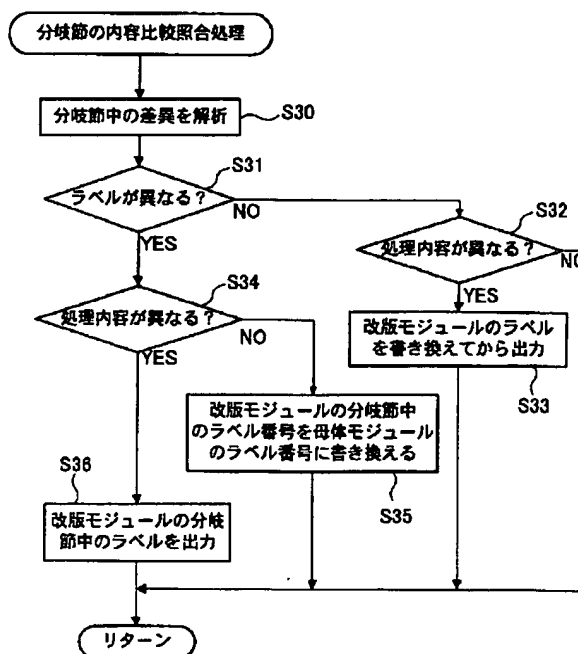 分岐節の内容比較照合処理
分岐節中の差異を解析
S30
S31
ラベルが異なる？
NO
YES
S32
処理内容が異なる？
NO
YES
S34
処理内容が異なる？
NO
YES
改版モジュールのラベル
を書き換えてから出力
S33
改版モジュールの分岐節中
のラベル番号を母体モジュール
のラベル番号に書き換える
S35
S36
改版モジュールの分岐
節中のラベルを出力
リターン